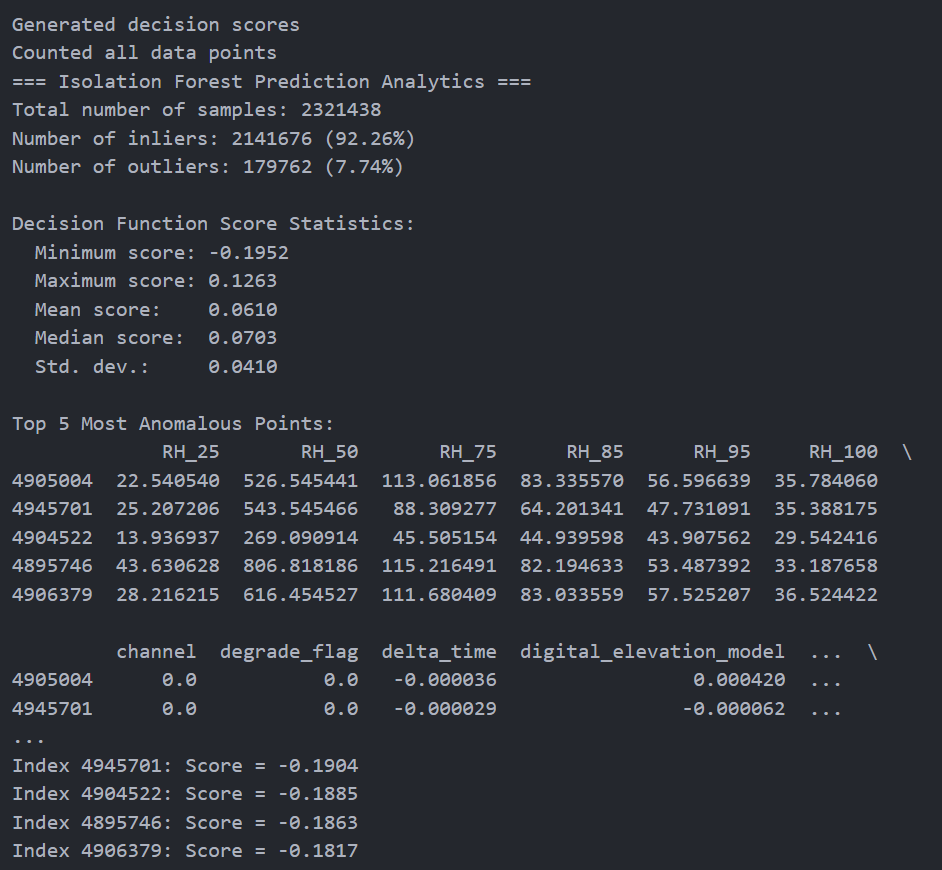 Generated decision scores
Counted all data points
=== Isolation Forest Prediction Analytics ===
Total number of samples: 2321438
Number of inliers: 2141676 (92.26%)
Number of outliers: 179762 (7.74%)
Decision Function Score Statistics:
Minimum score: -0.1952
Maximum score: 0.1263
Mean score: 0.0610
Median score: 0.0703
Std. dev.: 0.0410
Top 5 Most Anomalous Points:
RH_25 RH_50 RH_75 RH_85 RH_95 RH_100 \
4905004 22.540540 526.545441 113.061856 83.335570 56.596639 35.784060
4945701 25.207206 543.545466 88.309277 64.201341 47.731091 35.388175
4904522 13.936937 269.090914 45.505154 44.939598 43.907562 29.542416
4895746 43.630628 806.818186 115.216491 82.194633 53.487392 33.187658
4906379 28.216215 616.454527 111.680409 83.033559 57.525207 36.524422
channel degrade_flag delta_time digital_elevation_model ... \
4905004 0.0 0.0 -0.000036 0.000420 ...
4945701 0.0 0.0 -0.000029 -0.000062 ...
...
Index 4945701: Score = -0.1904
Index 4904522: Score = -0.1885
Index 4895746: Score = -0.1863
Index 4906379: Score = -0.1817